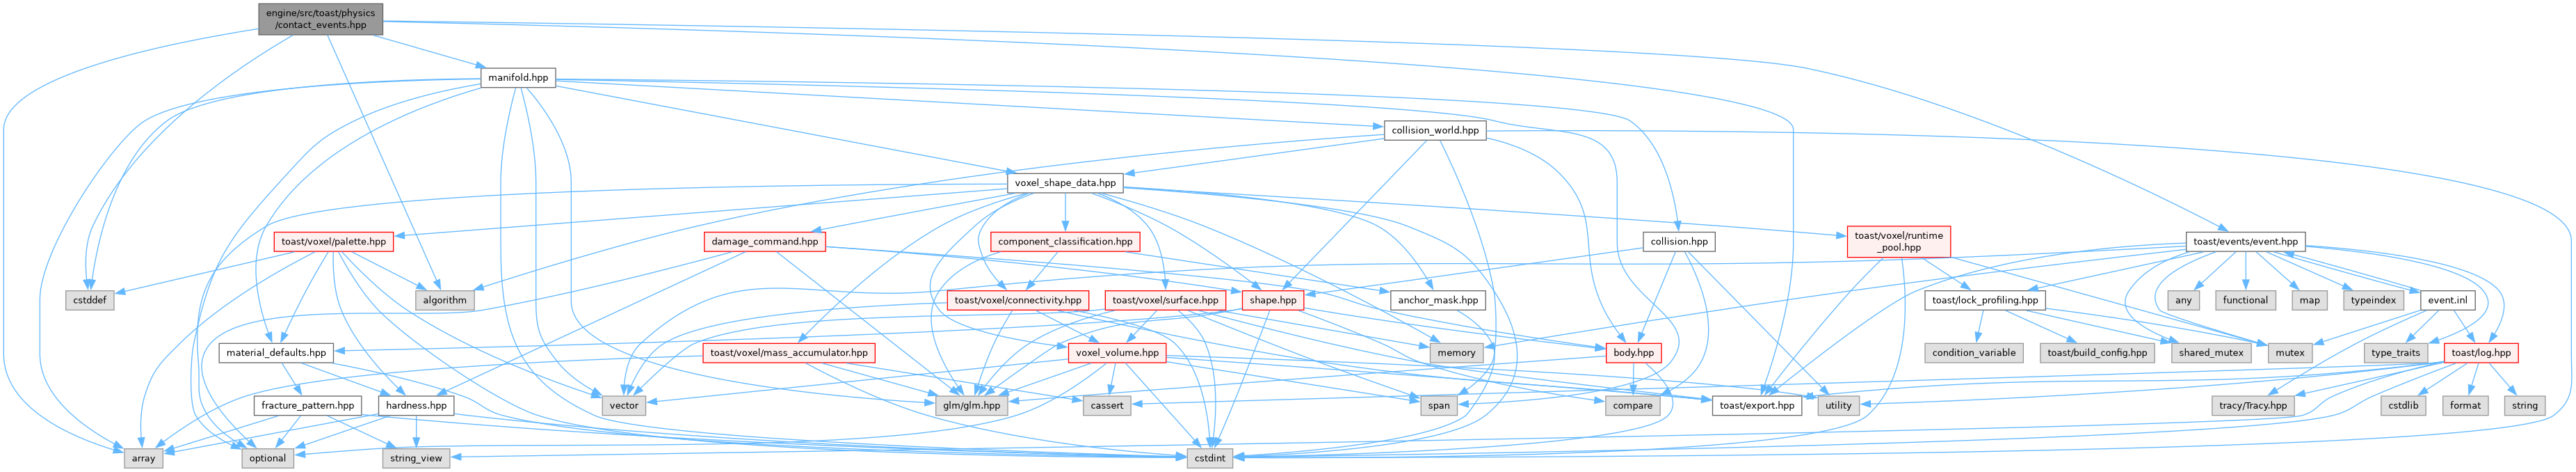 engine/src/toast/physics
/contact_events.hpp
manifold.hpp
collision_world.hpp
voxel_shape_data.hpp
toast/voxel/palette.hpp
damage_command.hpp
component_classification.hpp
collision.hpp
toast/voxel/runtime
_pool.hpp
toast/events/event.hpp
cstddef
algorithm
toast/voxel/connectivity.hpp
toast/voxel/surface.hpp
shape.hpp
anchor_mask.hpp
toast/lock_profiling.hpp
any
functional
map
typeindex
event.inl
material_defaults.hpp
toast/voxel/mass_accumulator.hpp
voxel_volume.hpp
memory
body.hpp
condition_variable
toast/build_config.hpp
shared_mutex
mutex
type_traits
toast/log.hpp
fracture_pattern.hpp
hardness.hpp
vector
glm/glm.hpp
cassert
span
compare
toast/export.hpp
utility
tracy/Tracy.hpp
cstdlib
format
string
array
optional
string_view
cstdint